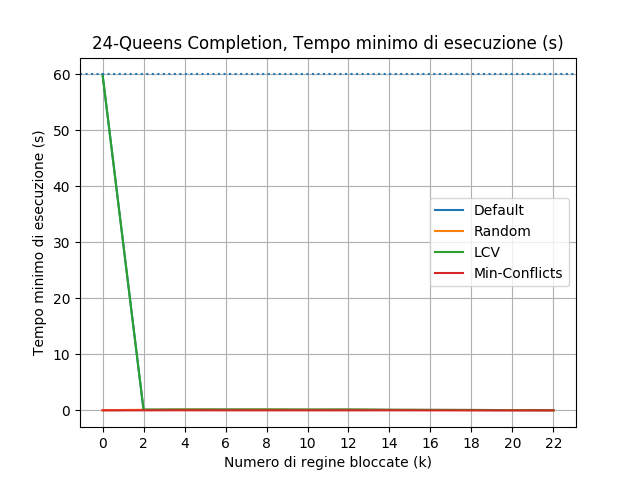 24-Queens Completion, Tempo minimo di esecuzione (s)
Tempo minimo di esecuzione (s)
60
50
40
30
20
10
0
Default
Random
LCV
Min-Conflicts
0 2 4 6 8 10 12 14 16 18 20 22
Numero di regine bloccate (k)